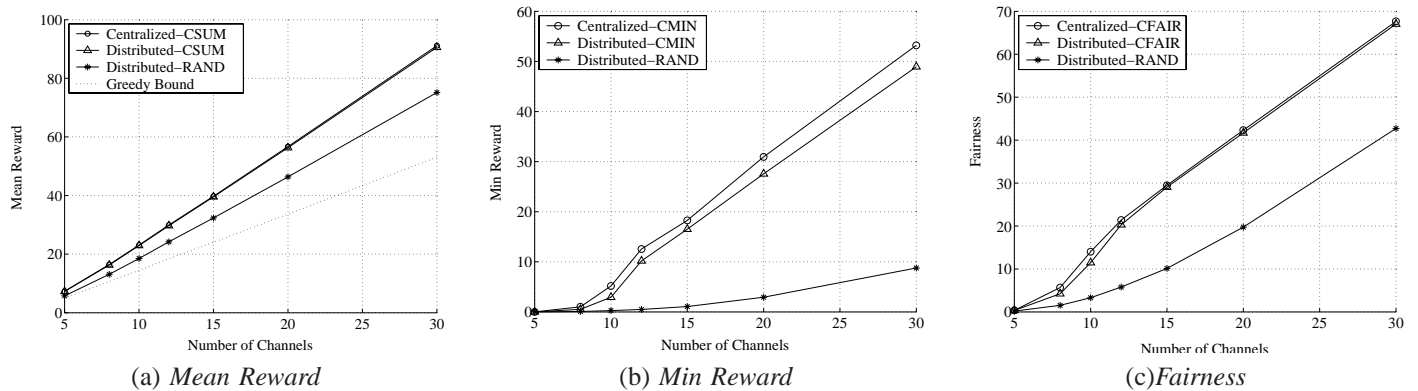 100
80
60
40
20
0
5
10
15
20
25
30
Mean Reward
Number of Channels
Centralized–CSUM
Distributed–CSUM
Distributed–RAND
Greedy Bound
(a) Mean Reward
60
50
40
30
20
10
0
5
10
15
20
25
30
Min Reward
Number of Channels
Centralized–CMIN
Distributed–CMIN
Distributed–RAND
(b) Min Reward
70
60
50
40
30
20
10
0
5
10
15
20
25
30
Fairness
Number of Channels
Centralized–CFAIR
Distributed–CFAIR
Distributed–RAND
(c)Fairness